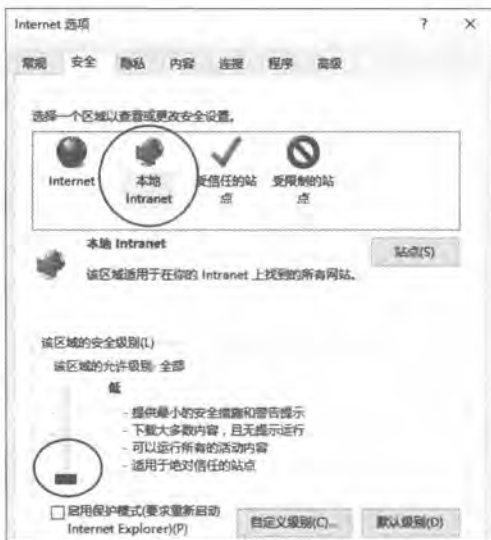 Internet 选项 ? ×
常规 安全 隐私 内容 连接 程序 高级
选择一个区域以查看或更改安全设置。
Internet 本地 受信任的站 受限制的站
Intranet 点 点
本地 Intranet
站点(S)
该区域适用于在你的 Intranet 上找到的所有网站。
该区域的安全级别(L)
该区域的允许级别: 全部
低
- 提供最小的安全措施和警告提示
- 下载大多数内容，且无提示运行
- 可以运行所有的活动内容
- 适用于绝对信任的站点
启用保护模式(要求重新启动
Internet Explorer)(P) 自定义级别(C)... 默认级别(D)